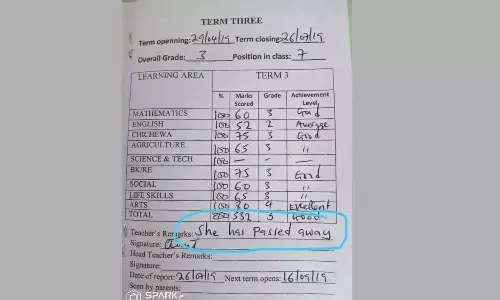 TERM THREE
Term openning: 29/04/19 Term closing: 26/07/19
Overall Grade: 3 Position in class: 7
LEARNING AREA TERM 3
% Marks Scored Grade Achievement Level
MATHEMATICS 100 60 3 Good
ENGLISH 100 52 2 Average
CHICHEWA 100 75 3 Good
AGRICULTURE 100 65 3 "
SCIENCE & TECH 100 — — —
BK/RE 100 75 3 Good
SOCIAL 100 60 3 "
LIFE SKILLS 100 65 3 "
ARTS 100 80 4 Excellent
TOTAL 800 532 3 Good
Teacher's Remarks: She has passed away
Signature:
Head Teacher's Remarks:
Signature:
Date of report: 26/07/19 Next term opens: 16/09/19
Seen by parents:
SPARK